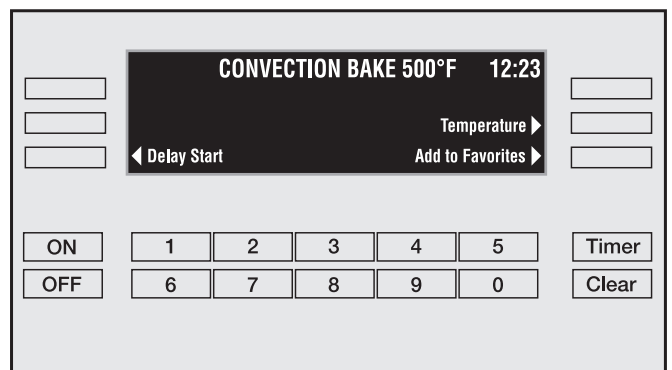 CONVECTION BAKE 500°F 12:23
Temperature
Delay Start Add to Favorites
ON 1 2 3 4 5 Timer
OFF 6 7 8 9 0 Clear